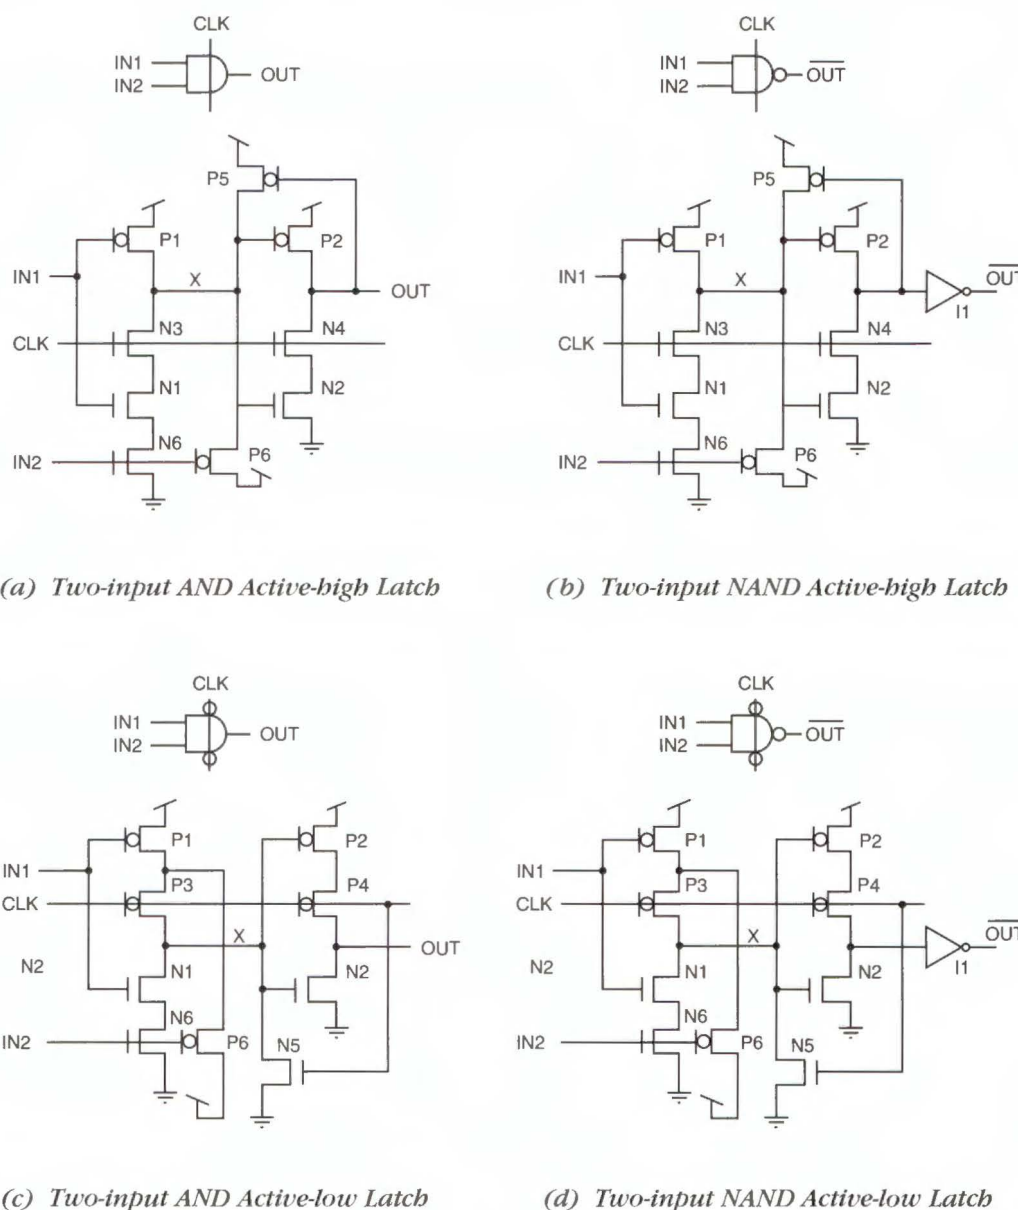 CLK
IN1
IN2
OUT
P5
P1
P2
IN1
X
OUT
CLK
N3
N4
N1
N2
IN2
N6
P6
(a) Two-input AND Active-high Latch
CLK
IN1
IN2
OUT
P5
P1
P2
IN1
X
OUT
I1
CLK
N3
N4
N1
N2
IN2
N6
P6
(b) Two-input NAND Active-high Latch
CLK
IN1
IN2
OUT
P1
P2
IN1
P3
P4
CLK
X
OUT
N2
N1
N2
N6
IN2
P6
N5
(c) Two-input AND Active-low Latch
CLK
IN1
IN2
OUT
P1
P2
IN1
P3
P4
CLK
X
OUT
I1
N2
N1
N2
N6
IN2
P6
N5
(d) Two-input NAND Active-low Latch